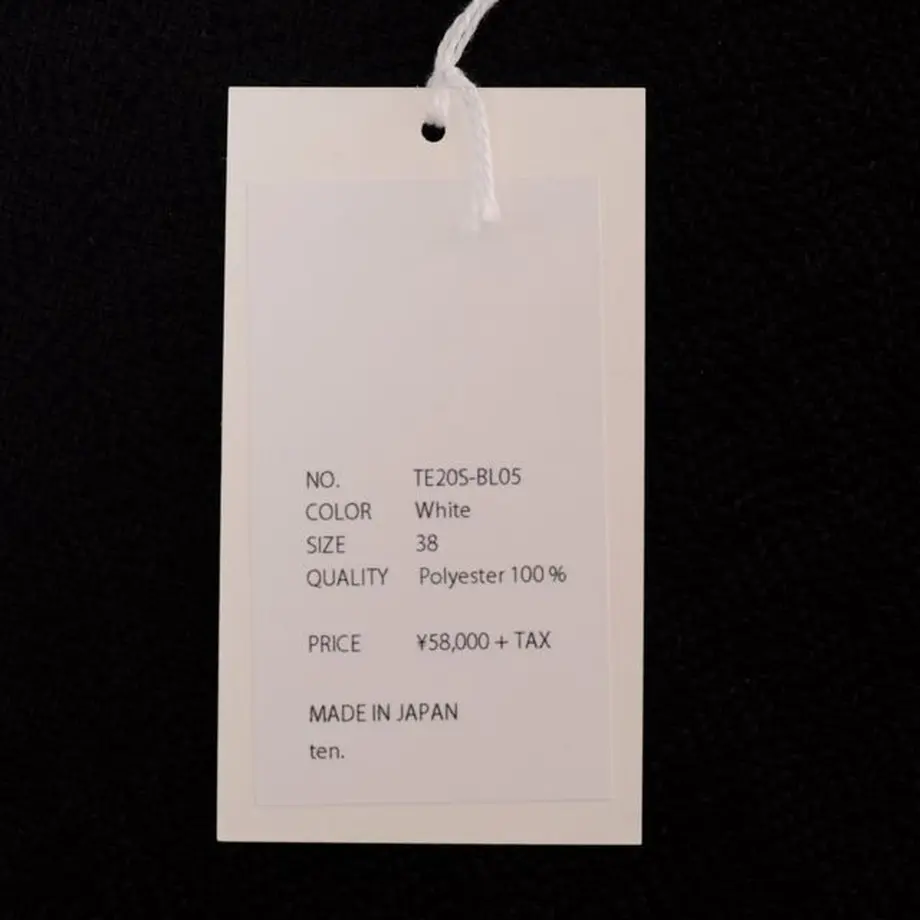 NO. TE20S-BL05
COLOR White
SIZE 38
QUALITY Polyester 100 %
PRICE ¥58,000 + TAX
MADE IN JAPAN
ten.